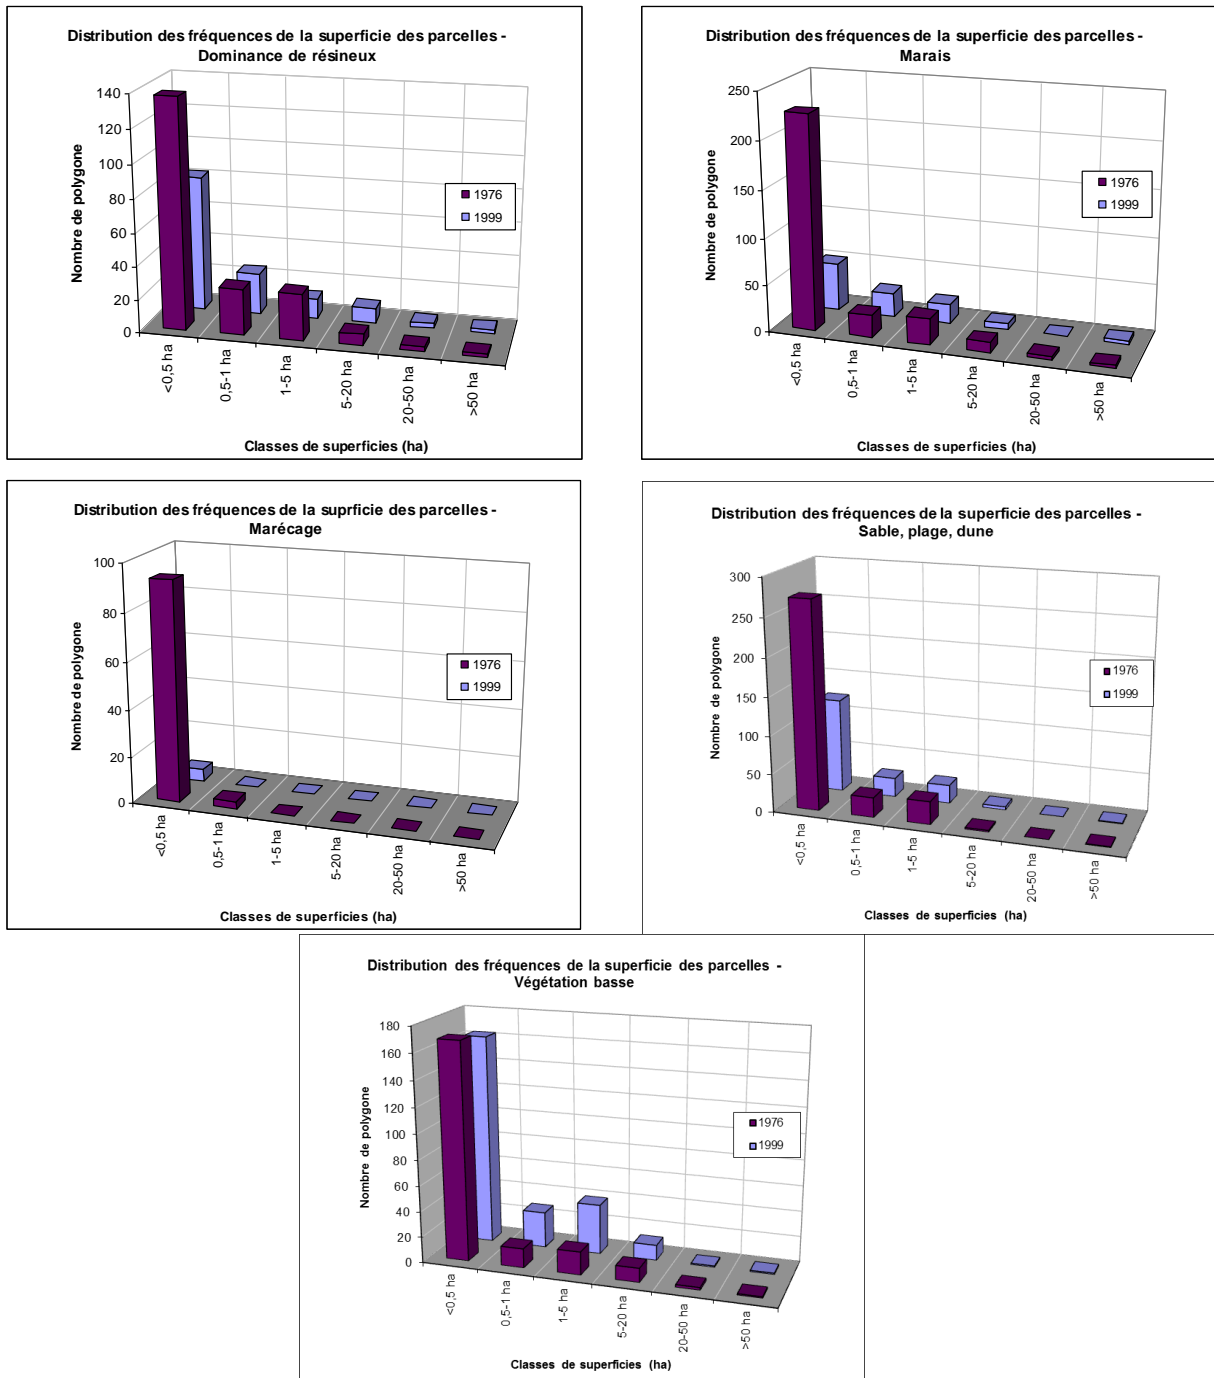 Distribution des fréquences de la superficie des parcelles -
Dominance de résineux
Nombre de polygone
140
120
100
80
60
40
20
0
1976
1999
<0,5 ha
0,5-1 ha
1-5 ha
5-20 ha
20-50 ha
>50 ha
Classes de superficies (ha)
Distribution des fréquences de la superficie des parcelles -
Marais
Nombre de polygone
250
200
150
100
50
0
1976
1999
<0,5 ha
0,5-1 ha
1-5 ha
5-20 ha
20-50 ha
>50 ha
Classes de superficies (ha)
Distribution des fréquences de la suprficie des parcelles -
Marécage
Nombre de polygone
100
80
60
40
20
0
1976
1999
<0,5 ha
0,5-1 ha
1-5 ha
5-20 ha
20-50 ha
>50 ha
Classes de superficies (ha)
Distribution des fréquences de la superficie des parcelles -
Sable, plage, dune
Nombre de polygone
300
250
200
150
100
50
0
1976
1999
<0,5 ha
0,5-1 ha
1-5 ha
5-20 ha
20-50 ha
>50 ha
Classes de superficies (ha)
Distribution des fréquences de la superficie des parcelles -
Végétation basse
Nombre de polygone
180
160
140
120
100
80
60
40
20
0
1976
1999
<0,5 ha
0,5-1 ha
1-5 ha
5-20 ha
20-50 ha
>50 ha
Classes de superficies (ha)